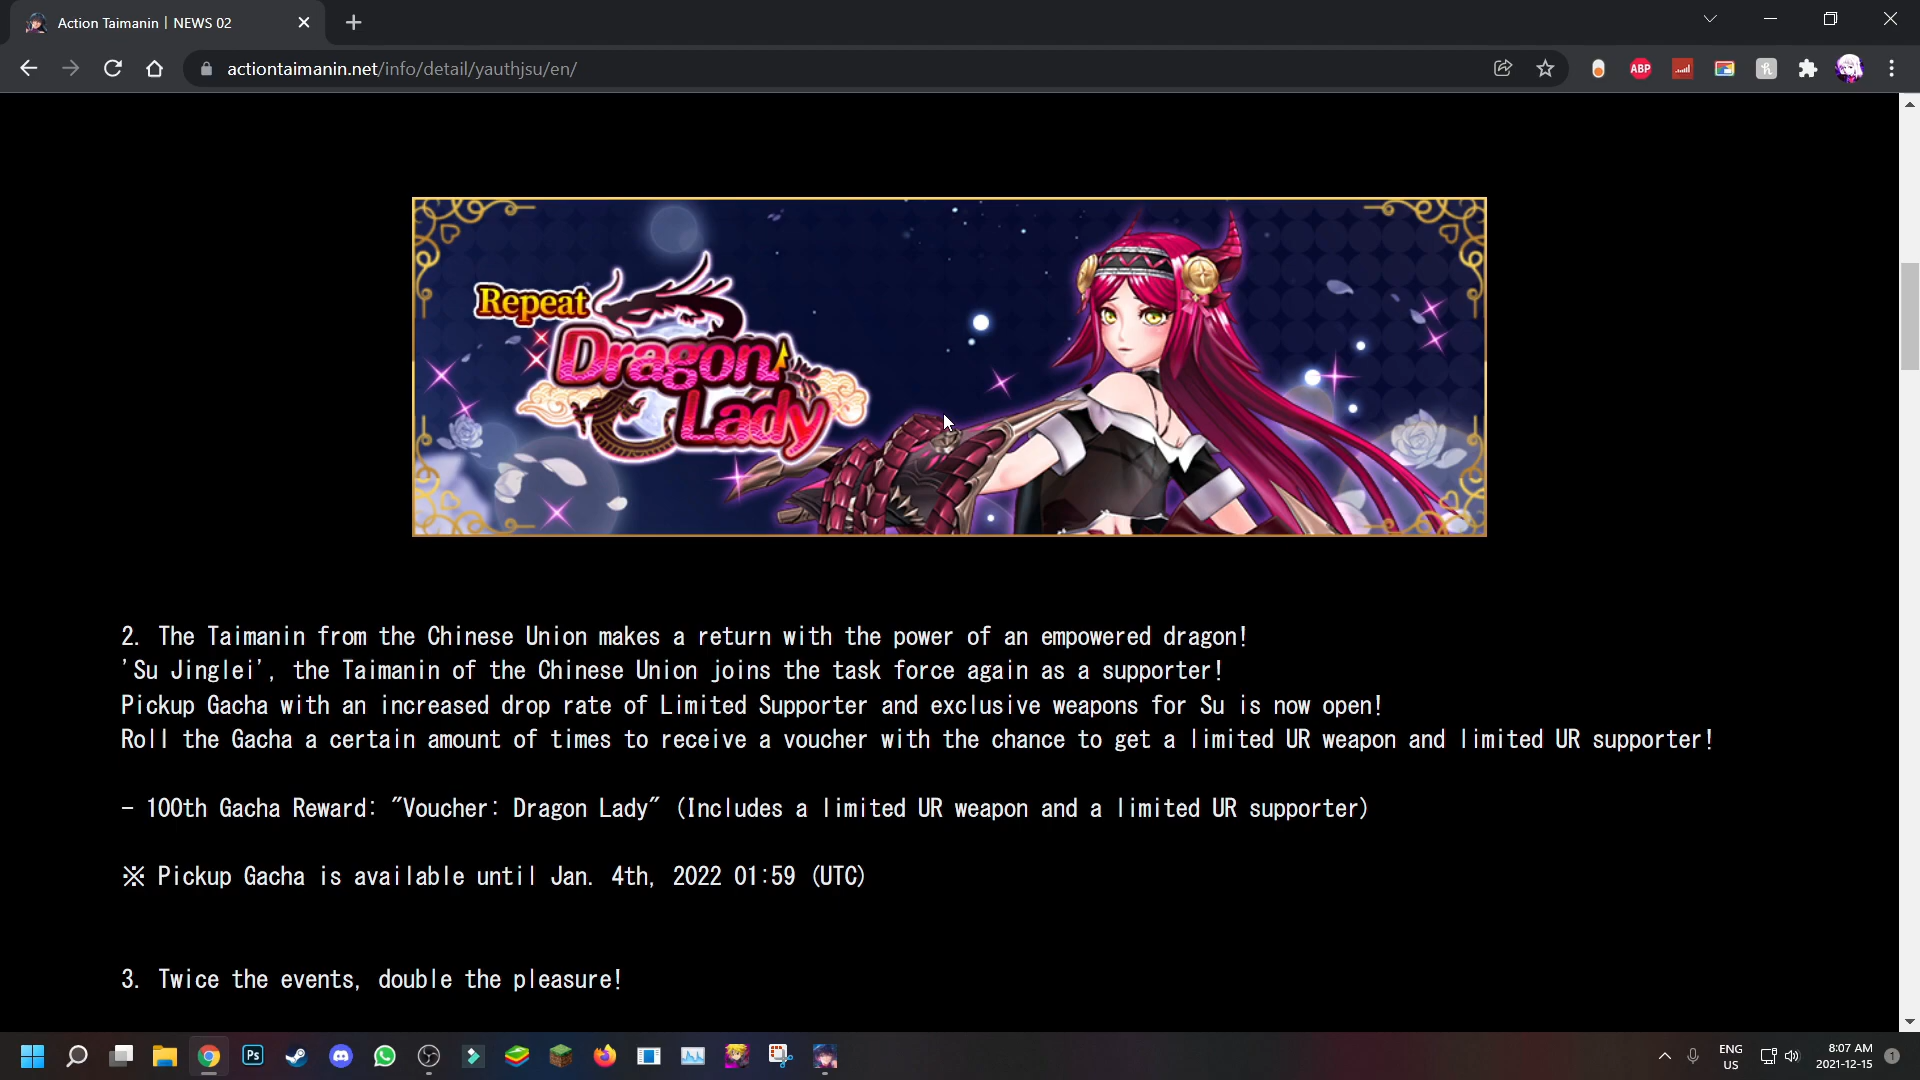 Action Taimanin | NEWS 02
actiontaimanin.net/info/detail/yauthjsu/en/
ABP
Repeat
Dragon
Lady
2. The Taimanin from the Chinese Union makes a return with the power of an empowered dragon!
'Su Jinglei', the Taimanin of the Chinese Union joins the task force again as a supporter!
Pickup Gacha with an increased drop rate of Limited Supporter and exclusive weapons for Su is now open!
Roll the Gacha a certain amount of times to receive a voucher with the chance to get a limited UR weapon and limited UR supporter!
- 100th Gacha Reward: "Voucher: Dragon Lady" (Includes a limited UR weapon and a limited UR supporter)
※ Pickup Gacha is available until Jan. 4th, 2022 01:59 (UTC)
3. Twice the events, double the pleasure!
Ps
ENG
US
8:07 AM
2021-12-15
1